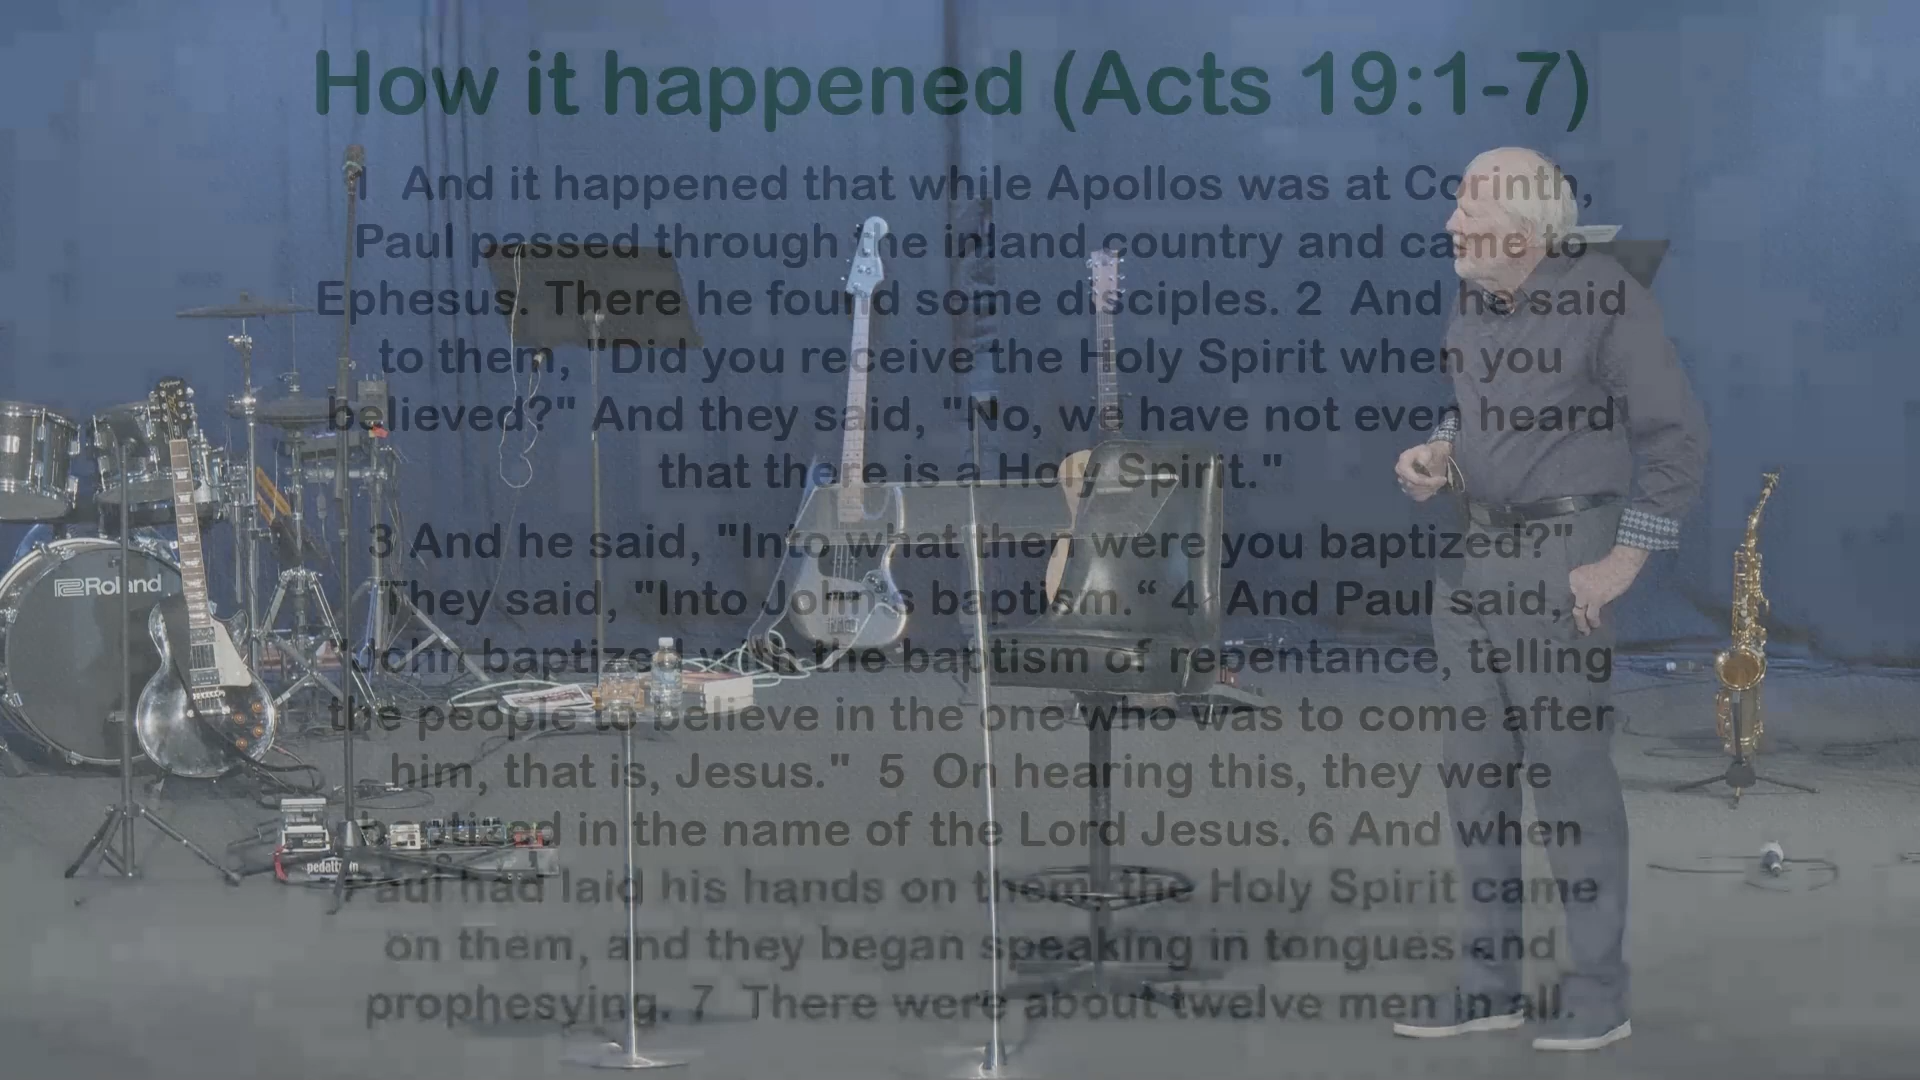 How it happened (Acts 19:1-7)
1 And it happened that while Apollos was at Corinth,
Paul passed through the inland country and came to
Ephesus. There he found some disciples. 2 And he said
to them, "Did you receive the Holy Spirit when you
believed?" And they said, "No, we have not even heard
that there is a Holy Spirit."
3 And he said, "Into what then were you baptized?"
They said, "Into John's baptism.“ 4 And Paul said,
"John baptized with the baptism of repentance, telling
the people to believe in the one who was to come after
him, that is, Jesus." 5 On hearing this, they were
baptized in the name of the Lord Jesus. 6 And when
Paul had laid his hands on them, the Holy Spirit came
on them, and they began speaking in tongues and
prophesying. 7 There were about twelve men in all.
Roland
pedaltrain